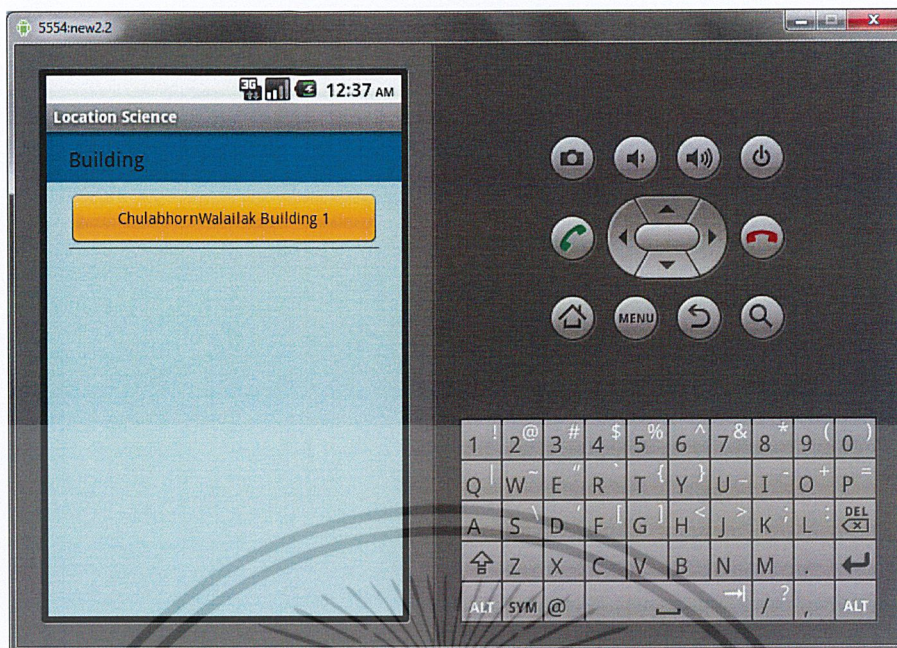 5554:new2.2
3G
12:37 AM
Location Science
Building
ChulabhornWalailak Building 1
MENU
1 ! 2 @ 3 # 4 $ 5 % 6 ^ 7 & 8 * 9 ( 0 )
Q | W ~ E " R ` T { Y } U _ I - O + P =
A S \ D ' F [ G ] H < J > K ; L : DEL
Z X C V B N M .
ALT SYM @ / ? , ALT